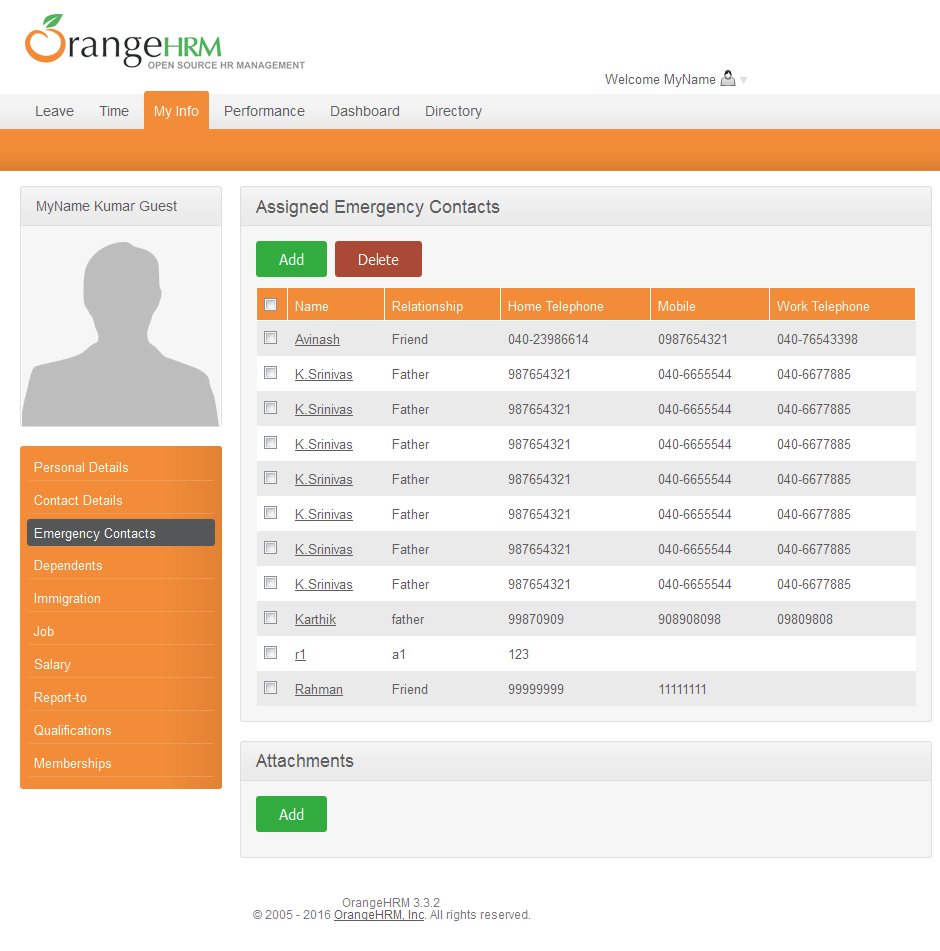 OrangeHRM
OPEN SOURCE HR MANAGEMENT
Welcome MyName
Leave Time My Info Performance Dashboard Directory
MyName Kumar Guest
Personal Details
Contact Details
Emergency Contacts
Dependents
Immigration
Job
Salary
Report-to
Qualifications
Memberships
Assigned Emergency Contacts
Add Delete
Name Relationship Home Telephone Mobile Work Telephone
Avinash Friend 040-23986614 0987654321 040-76543398
K.Srinivas Father 987654321 040-6655544 040-6677885
K.Srinivas Father 987654321 040-6655544 040-6677885
K.Srinivas Father 987654321 040-6655544 040-6677885
K.Srinivas Father 987654321 040-6655544 040-6677885
K.Srinivas Father 987654321 040-6655544 040-6677885
K.Srinivas Father 987654321 040-6655544 040-6677885
K.Srinivas Father 987654321 040-6655544 040-6677885
Karthik father 99870909 908908098 09809808
r1 a1 123
Rahman Friend 99999999 11111111
Attachments
Add
OrangeHRM 3.3.2
© 2005 - 2016 OrangeHRM, Inc. All rights reserved.